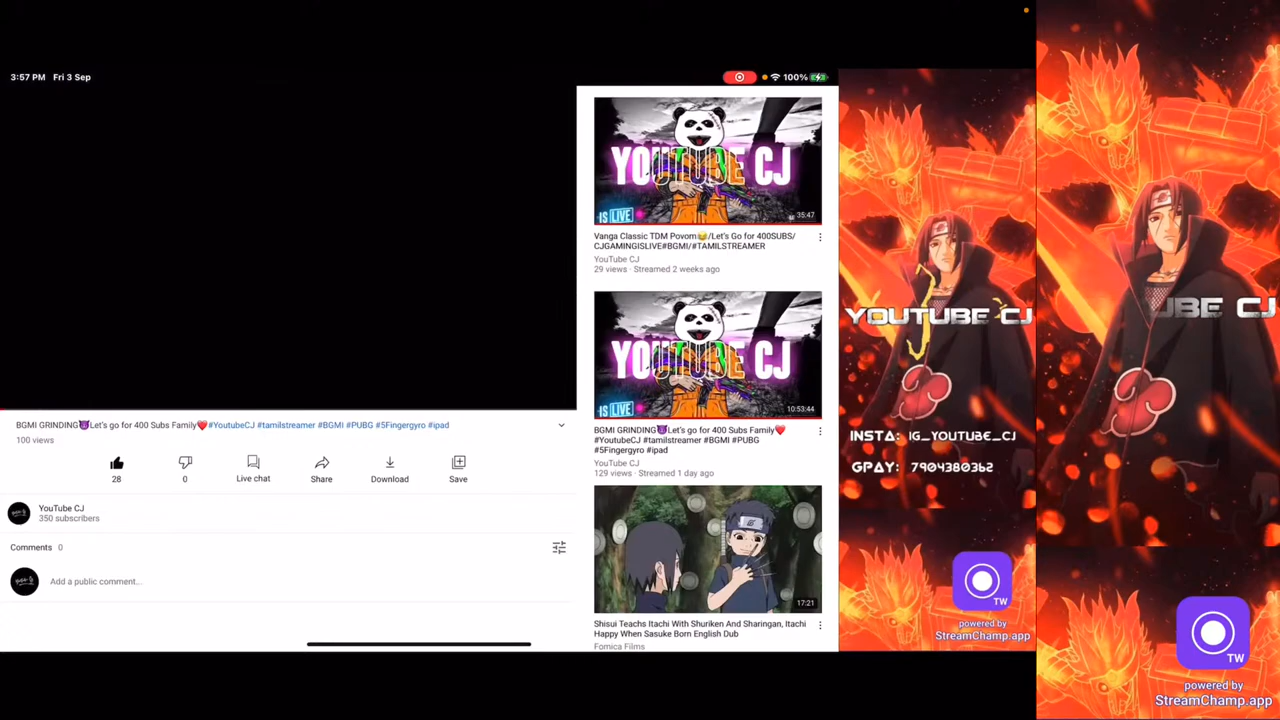 3:57 PM Fri 3 Sep
100%
YOUTUBE CJ
IS LIVE
35:47
Vanga Classic TDM Povom😂/Let's Go for 400SUBS/
CJGAMINGISLIVE#BGMI/#TAMILSTREAMER
YouTube CJ
29 views · Streamed 2 weeks ago
YOUTUBE CJ
IS LIVE
10:53:44
BGMI GRINDING😈Let's go for 400 Subs Family❤️
#YoutubeCJ #tamilstreamer #BGMI #PUBG
#5Fingergyro #ipad
YouTube CJ
129 views · Streamed 1 day ago
17:21
Shisui Teachs Itachi With Shuriken And Sharingan, Itachi
Happy When Sasuke Born English Dub
Fomica Films
BGMI GRINDING😈Let's go for 400 Subs Family❤️#YoutubeCJ #tamilstreamer #BGMI #PUBG #5Fingergyro #ipad
100 views
28
0
Live chat
Share
Download
Save
YouTube CJ
350 subscribers
Comments 0
Add a public comment...
YOUTUBE CJ
INSTA: IG_YOUTUBE_CJ
GPAY: 7904380362
TW
powered by
StreamChamp.app
UBE CJ
TW
powered by
StreamChamp.app